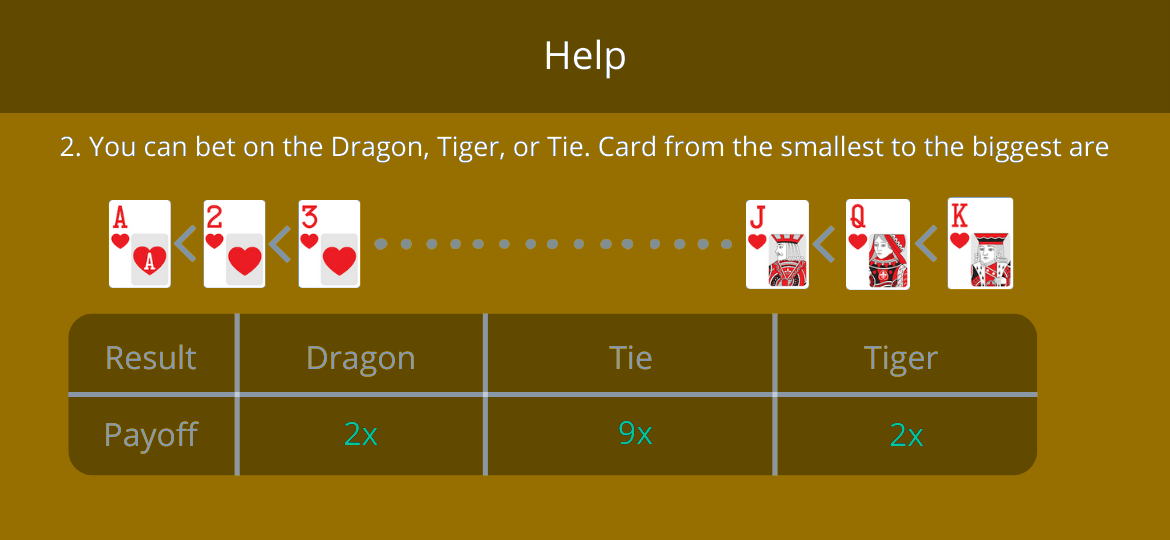 Help
2. You can bet on the Dragon, Tiger, or Tie. Card from the smallest to the biggest are
A A < 2 < 3 J < Q < K
Result Dragon Tie Tiger
Payoff 2x 9x 2x